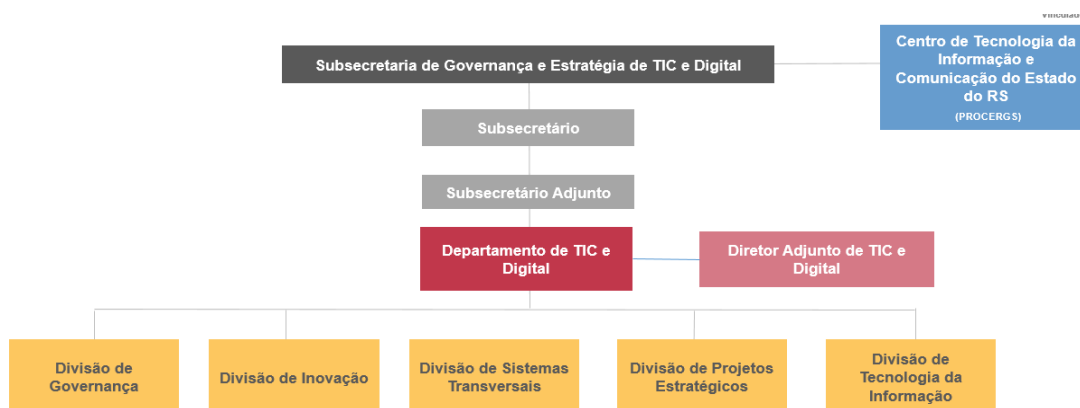 Vinculada
Subsecretaria de Governança e Estratégia de TIC e Digital
Centro de Tecnologia da
Informação e
Comunicação do Estado
do RS
(PROCERGS)
Subsecretário
Subsecretário Adjunto
Departamento de TIC e
Digital
Diretor Adjunto de TIC e
Digital
Divisão de
Governança
Divisão de Inovação
Divisão de Sistemas
Transversais
Divisão de Projetos
Estratégicos
Divisão de
Tecnologia da
Informação